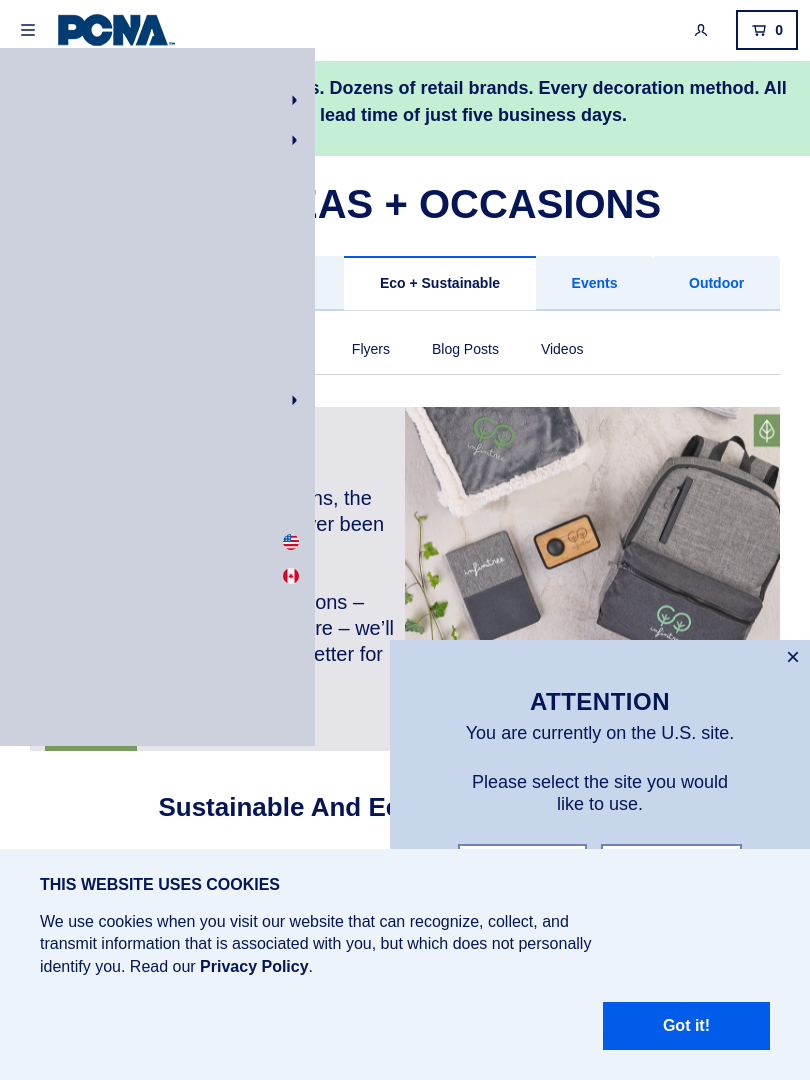 PCNA
0
s. Dozens of retail brands. Every decoration method. All
lead time of just five business days.
EAS + OCCASIONS
Eco + Sustainable
Events
Outdoor
Flyers
Blog Posts
Videos
ns, the
ver been
ons –
re – we’ll
etter for
infinitree
infinitree
ATTENTION
You are currently on the U.S. site.
Please select the site you would
like to use.
Sustainable And Ec
THIS WEBSITE USES COOKIES
We use cookies when you visit our website that can recognize, collect, and
transmit information that is associated with you, but which does not personally
identify you. Read our Privacy Policy.
Got it!